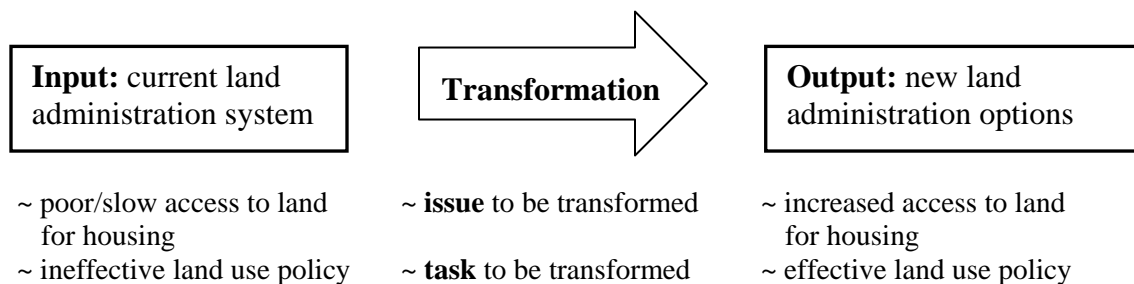 Input: current land
administration system
Transformation
Output: new land
administration options
~ poor/slow access to land
for housing
~ ineffective land use policy
~ issue to be transformed
~ task to be transformed
~ increased access to land
for housing
~ effective land use policy